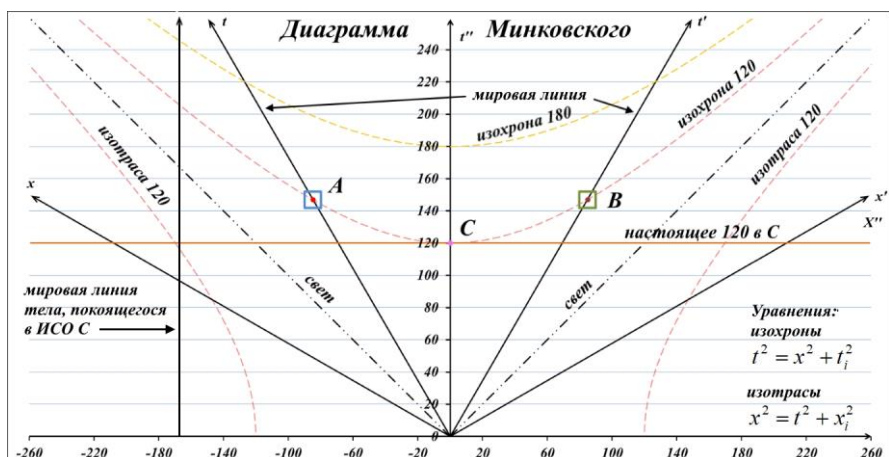 Диаграмма Минковского
t
t''
t'
240
220
200
180
160
140
120
100
80
60
40
20
0
мировая линия
изохрона 180
изохрона 120
изотраса 120
изотраса 120
A
B
C
x
x'
X''
настоящее 120 в С
свет
свет
мировая линия
тела, покоящегося
в ИСО С
Уравнения:
изохроны
t² = x² + tᵢ²
изотрасы
x² = t² + xᵢ²
-260 -220 -180 -140 -100 -60 -20 20 60 100 140 180 220 260